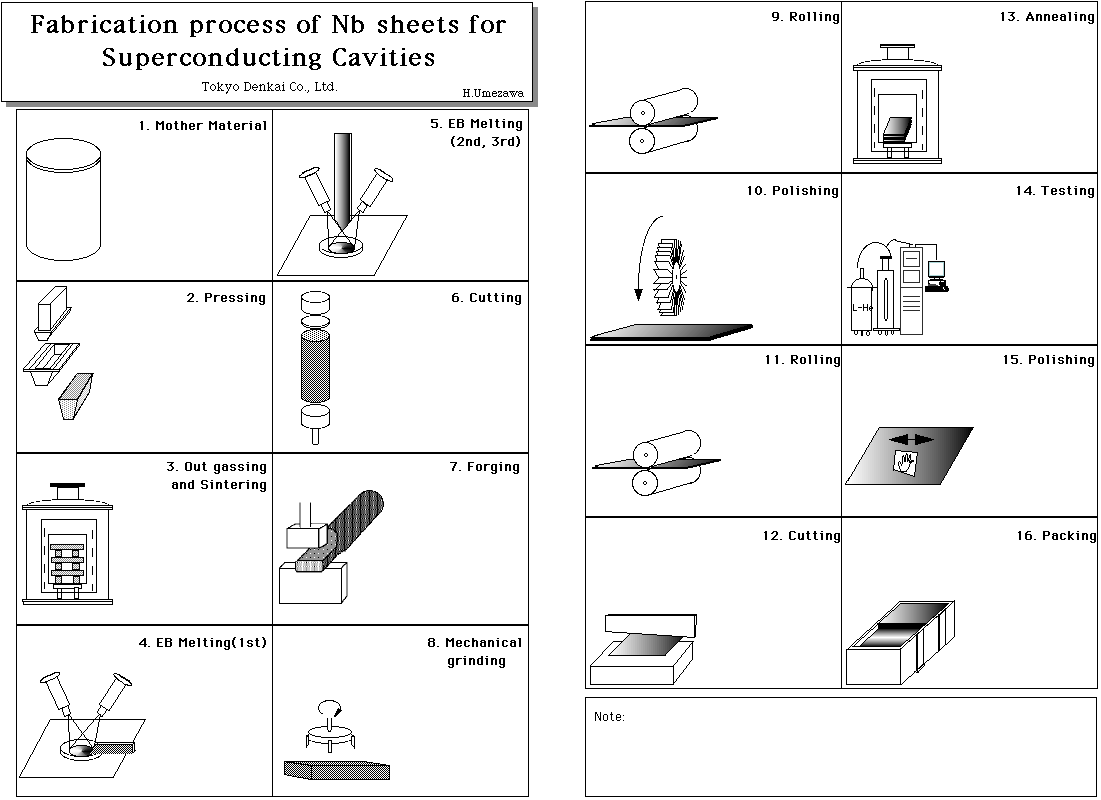 Fabrication process of Nb sheets for
Superconducting Cavities
Tokyo Denkai Co., Ltd.
H.Umezawa
1. Mother Material
2. Pressing
3. Out gassing
and Sintering
4. EB Melting(1st)
5. EB Melting
(2nd, 3rd)
6. Cutting
7. Forging
8. Mechanical
grinding
9. Rolling
10. Polishing
11. Rolling
12. Cutting
13. Annealing
14. Testing
L-He
15. Polishing
16. Packing
Note: